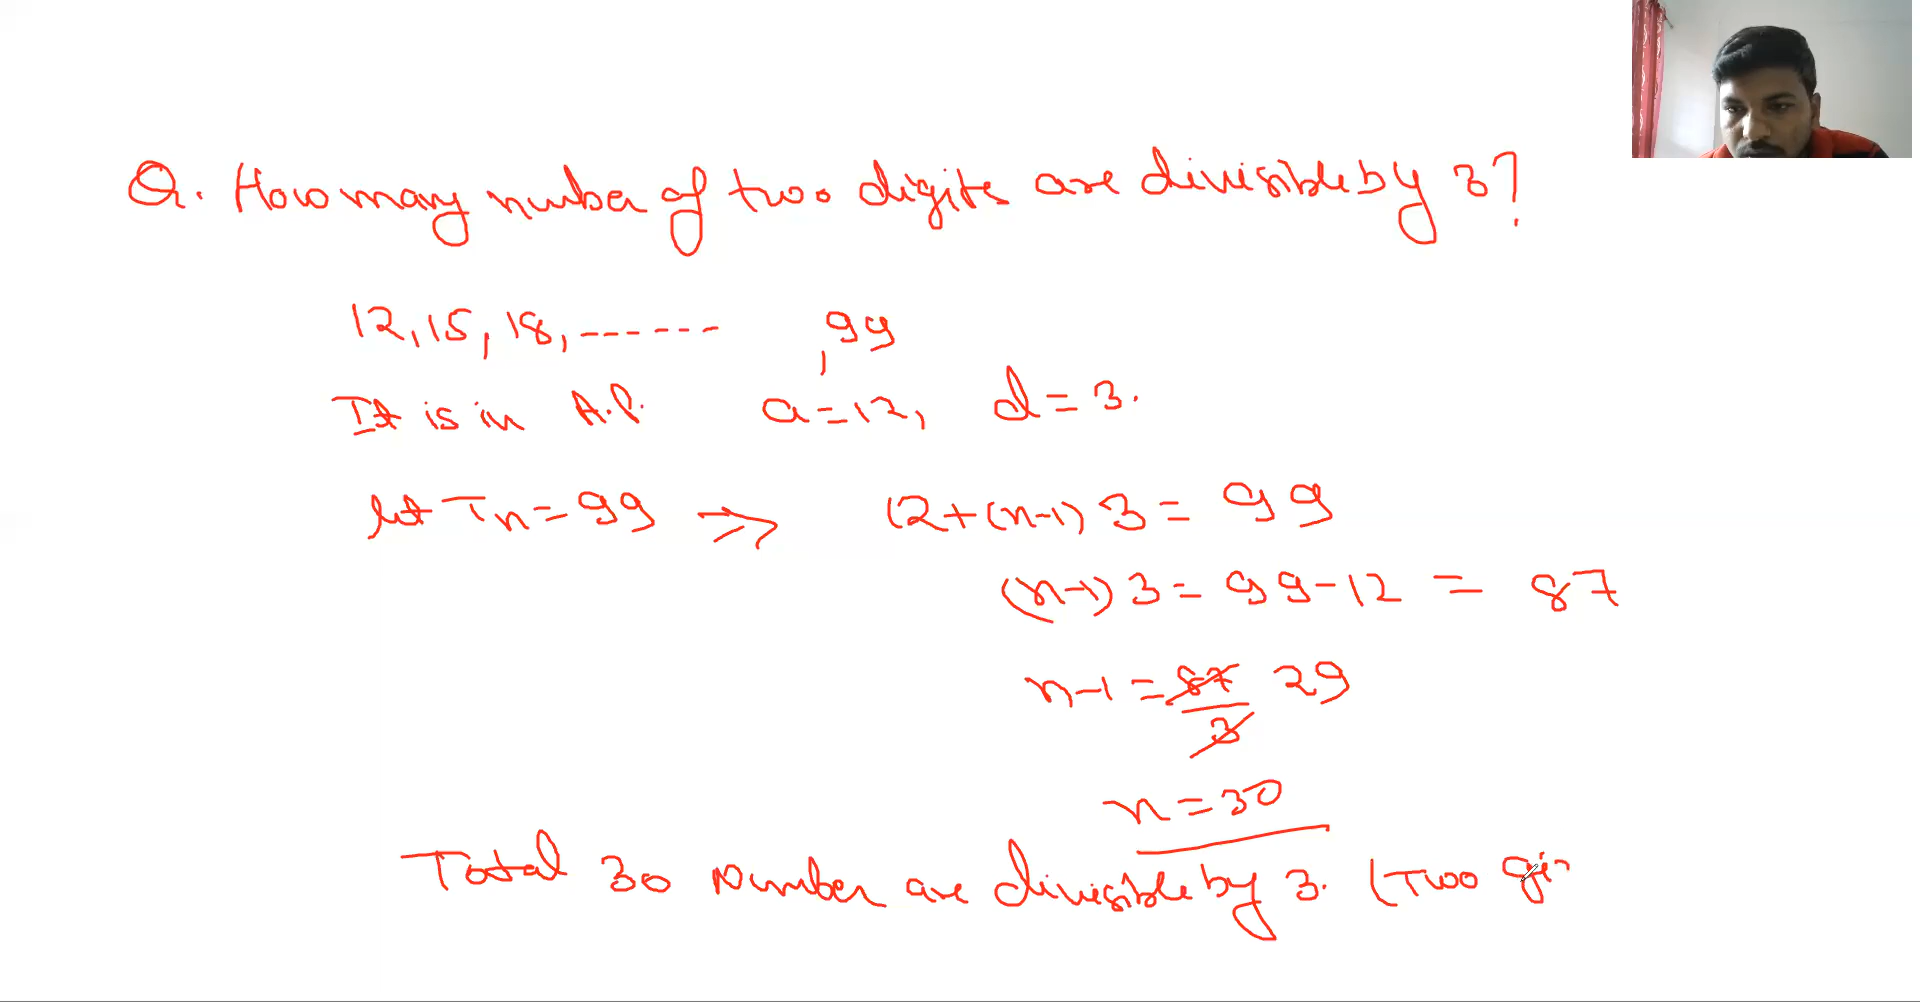 Q. How many number of two digits are divisible by 3?
12, 15, 18, ------ , 99
It is in A.P. a=12, d=3.
let Tn=99 => 12+(n-1)3=99
(n-1)3=99-12 = 87
n-1=87/3 29
n=30
Total 30 Number are divisible by 3. (Two